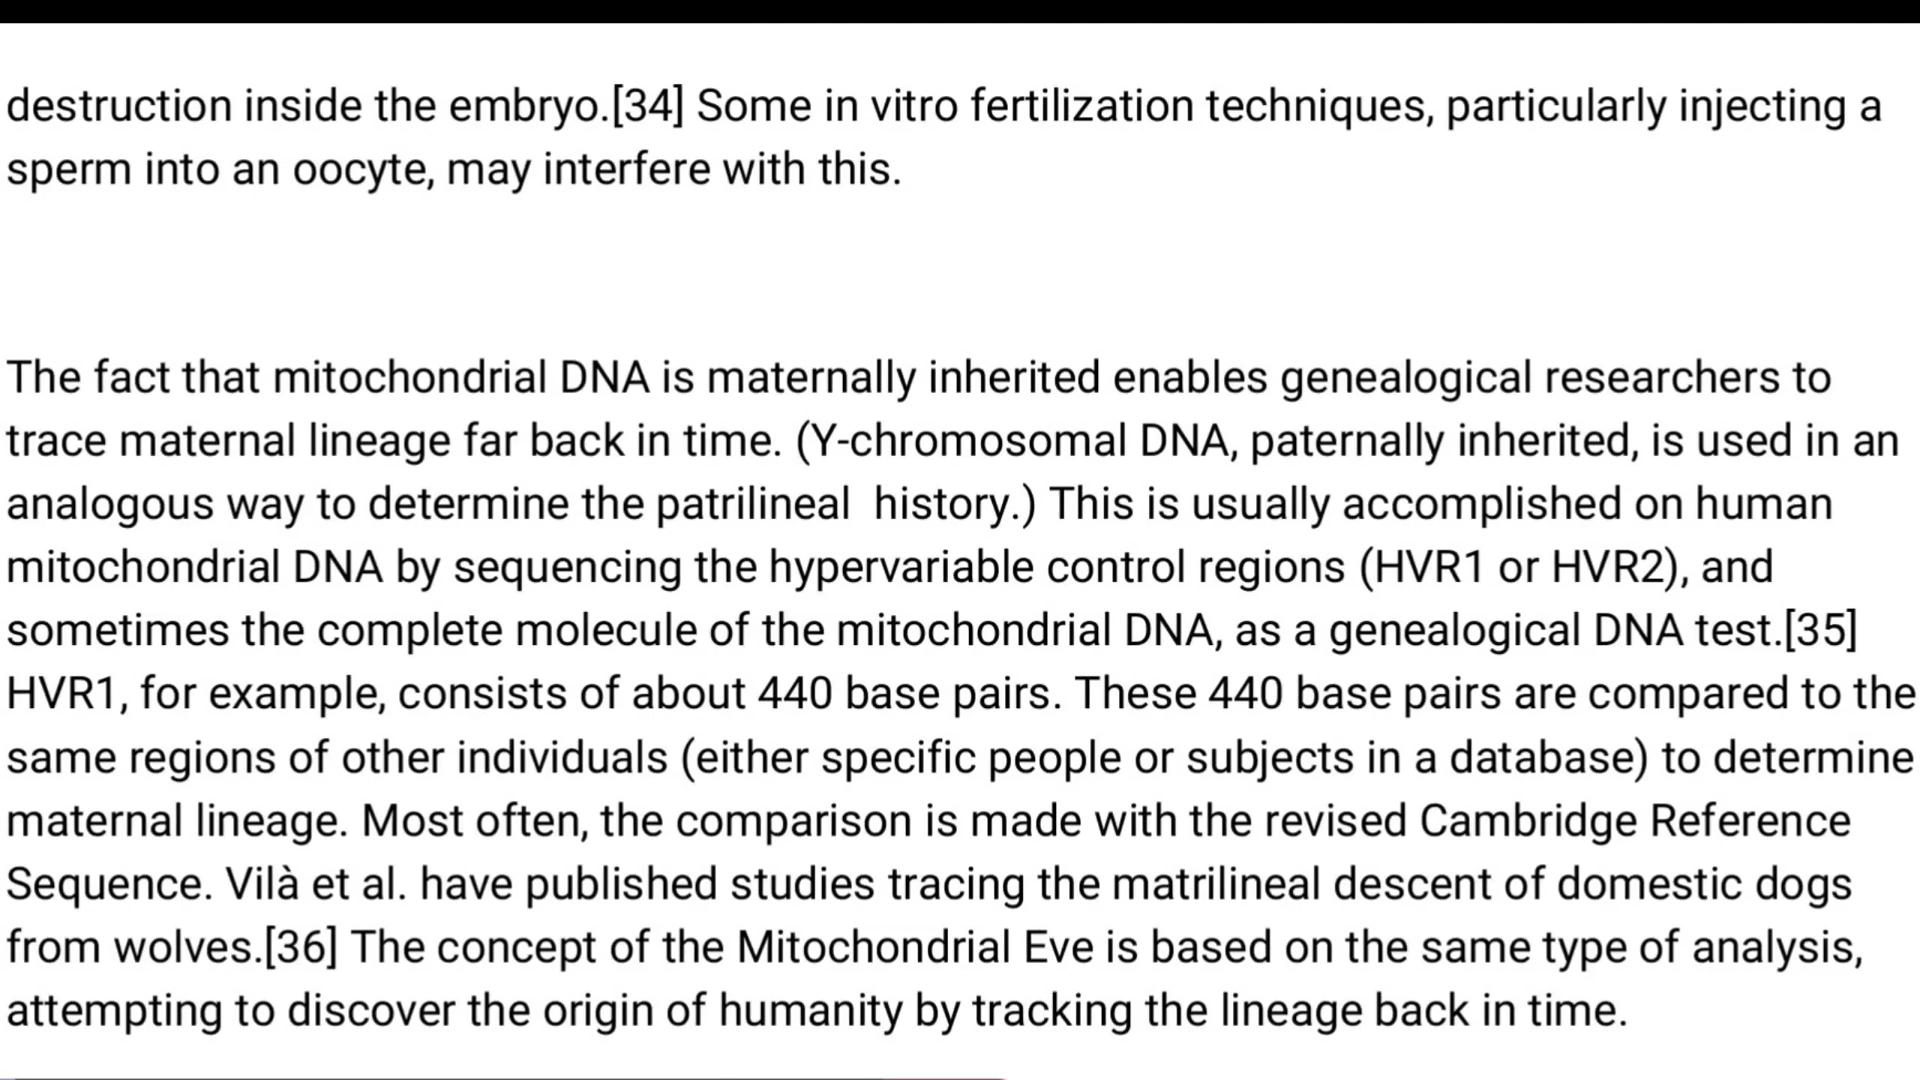 destruction inside the embryo.[34] Some in vitro fertilization techniques, particularly injecting a
sperm into an oocyte, may interfere with this.
The fact that mitochondrial DNA is maternally inherited enables genealogical researchers to
trace maternal lineage far back in time. (Y-chromosomal DNA, paternally inherited, is used in an
analogous way to determine the patrilineal  history.) This is usually accomplished on human
mitochondrial DNA by sequencing the hypervariable control regions (HVR1 or HVR2), and
sometimes the complete molecule of the mitochondrial DNA, as a genealogical DNA test.[35]
HVR1, for example, consists of about 440 base pairs. These 440 base pairs are compared to the
same regions of other individuals (either specific people or subjects in a database) to determine
maternal lineage. Most often, the comparison is made with the revised Cambridge Reference
Sequence. Vilà et al. have published studies tracing the matrilineal descent of domestic dogs
from wolves.[36] The concept of the Mitochondrial Eve is based on the same type of analysis,
attempting to discover the origin of humanity by tracking the lineage back in time.